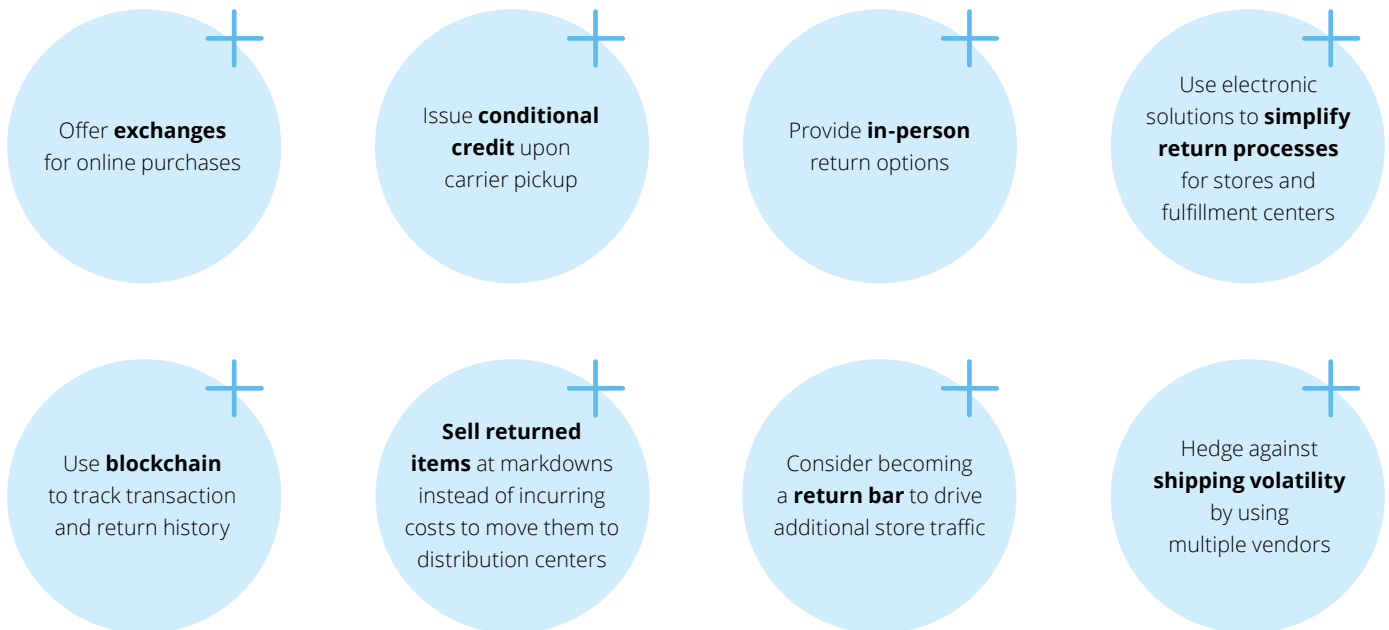 Offer exchanges
for online purchases
Issue conditional
credit upon
carrier pickup
Provide in-person
return options
Use electronic
solutions to simplify
return processes
for stores and
fulfillment centers
Use blockchain
to track transaction
and return history
Sell returned
items at markdowns
instead of incurring
costs to move them to
distribution centers
Consider becoming
a return bar to drive
additional store traffic
Hedge against
shipping volatility
by using
multiple vendors